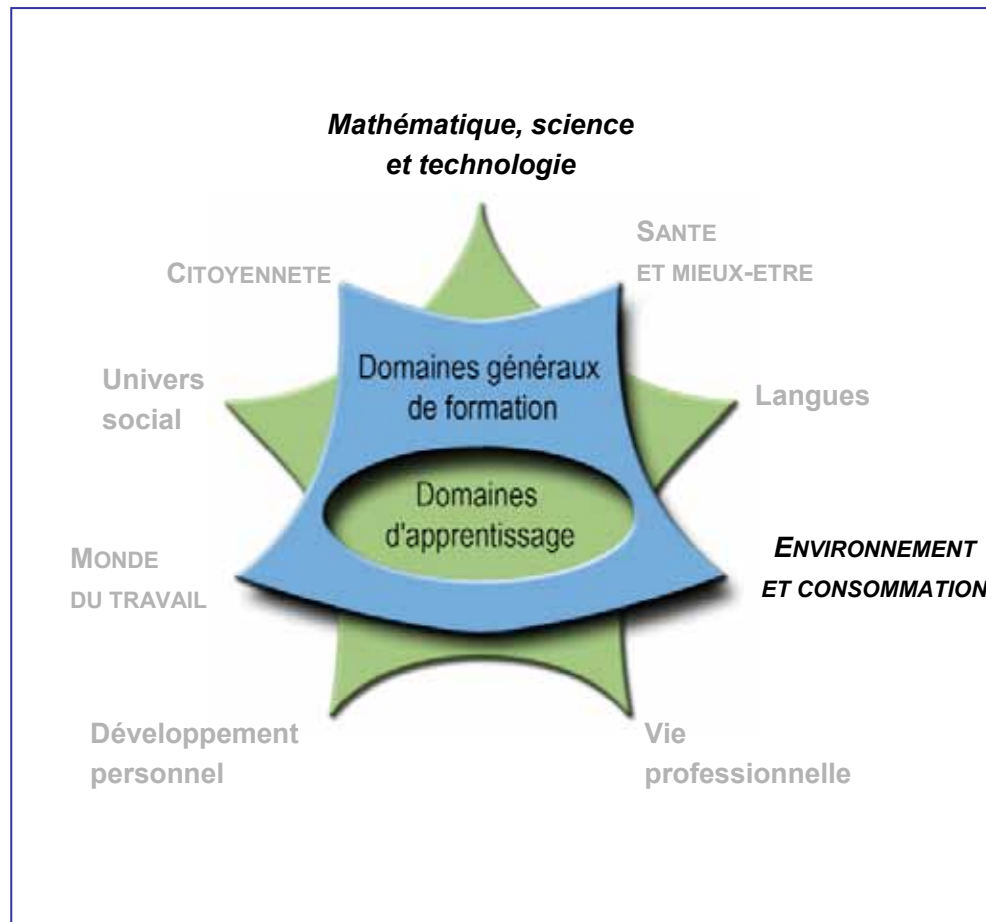 Mathématique, science
et technologie
SANTE
ET MIEUX-ETRE
CITOYENNETE
Domaines généraux
de formation
Univers
social
Langues
Domaines
d'apprentissage
MONDE
DU TRAVAIL
ENVIRONNEMENT
ET CONSOMMATION
Développement
personnel
Vie
professionnelle